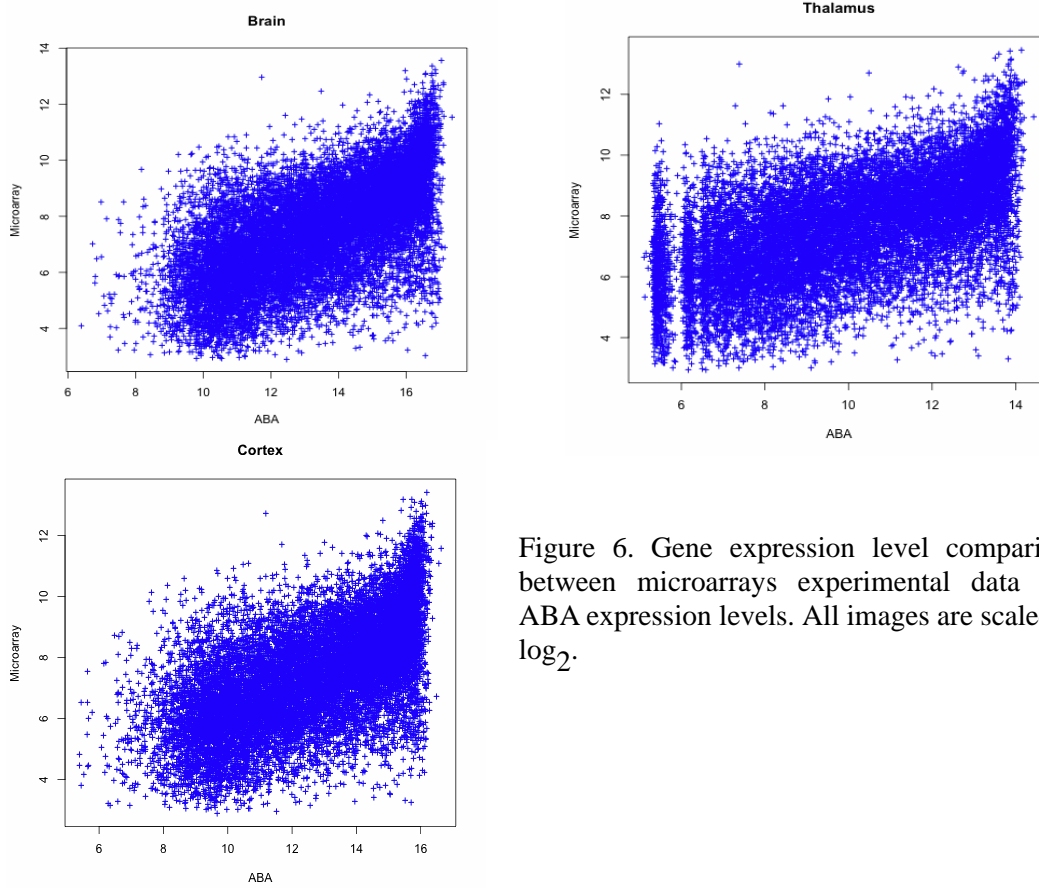 Brain
14
12
10
8
6
4
Microarray
6 8 10 12 14 16
ABA
Thalamus
12
10
8
6
4
Microarray
6 8 10 12 14
ABA
Cortex
12
10
8
6
4
Microarray
6 8 10 12 14 16
ABA
Figure 6. Gene expression level compari
between microarrays experimental data
ABA expression levels. All images are scale
log2.